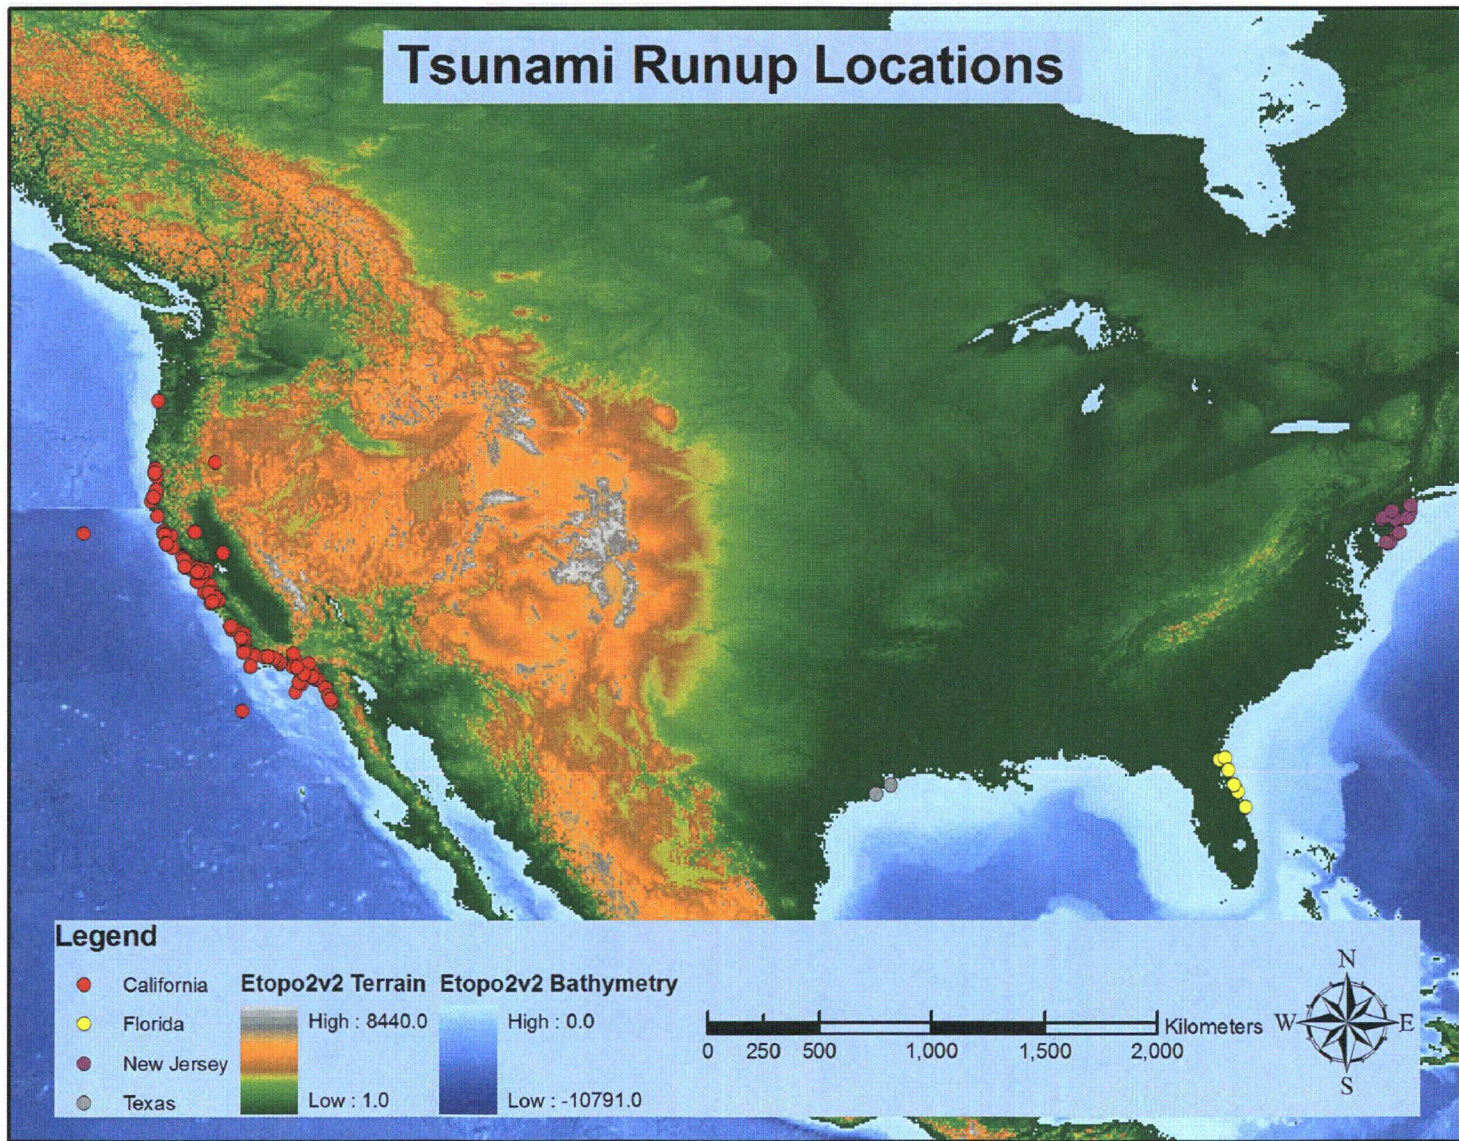 Tsunami Runup Locations
Legend
California
Florida
New Jersey
Texas
Etopo2v2 Terrain
High : 8440.0
Low : 1.0
Etopo2v2 Bathymetry
High : 0.0
Low : -10791.0
Kilometers
0 250 500 1,000 1,500 2,000
N
W E
S